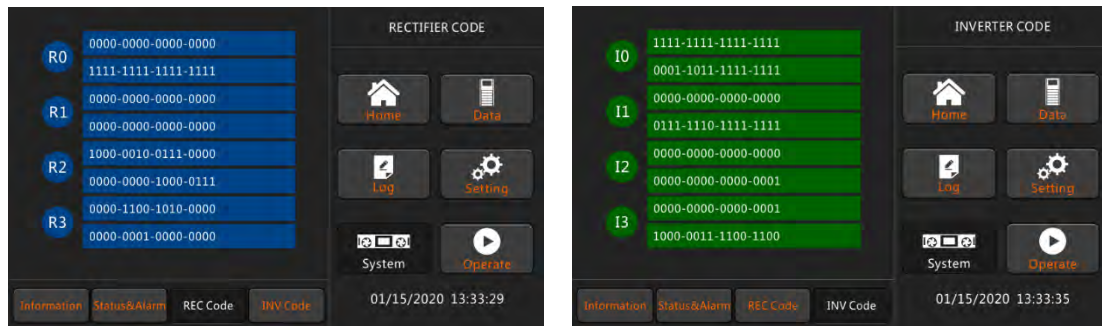 RECTIFIER CODE
R0
0000-0000-0000-0000
1111-1111-1111-1111
R1
0000-0000-0000-0000
0000-0000-0000-0000
R2
1000-0010-0111-0000
0000-0000-1000-0111
R3
0000-1100-1010-0000
0000-0001-0000-0000
Home
Data
Log
Setting
System
Operate
Information
Status&Alarm
REC Code
INV Code
01/15/2020 13:33:29
INVERTER CODE
I0
1111-1111-1111-1111
0001-1011-1111-1111
I1
0000-0000-0000-0000
0111-1110-1111-1111
I2
0000-0000-0000-0000
0000-0000-0000-0001
I3
0000-0000-0000-0001
1000-0011-1100-1100
Home
Data
Log
Setting
System
Operate
Information
Status&Alarm
REC Code
INV Code
01/15/2020 13:33:35